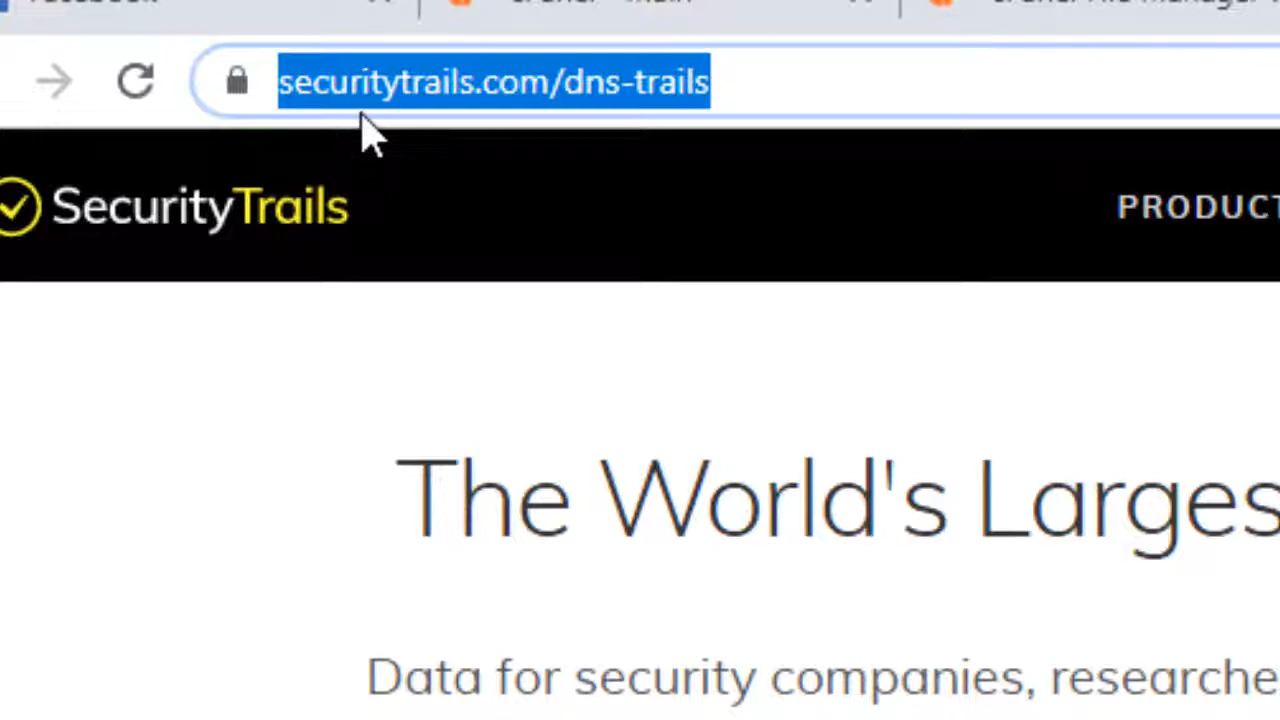 securitytrails.com/dns-trails
SecurityTrails
PRODUCT
The World's Larges
Data for security companies, researche